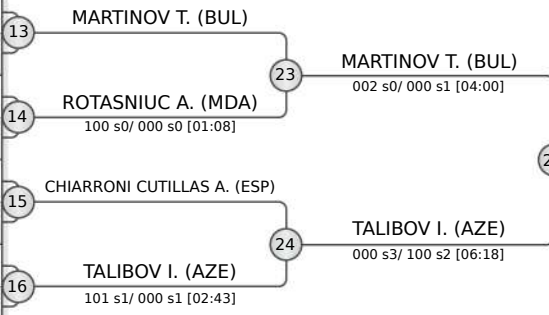 MARTINOV T. (BUL)
13
23
MARTINOV T. (BUL)
002 s0/ 000 s1 [04:00]
ROTASNIUC A. (MDA)
14
100 s0/ 000 s0 [01:08]
CHIARRONI CUTILLAS A. (ESP)
15
24
TALIBOV I. (AZE)
000 s3/ 100 s2 [06:18]
TALIBOV I. (AZE)
16
101 s1/ 000 s1 [02:43]